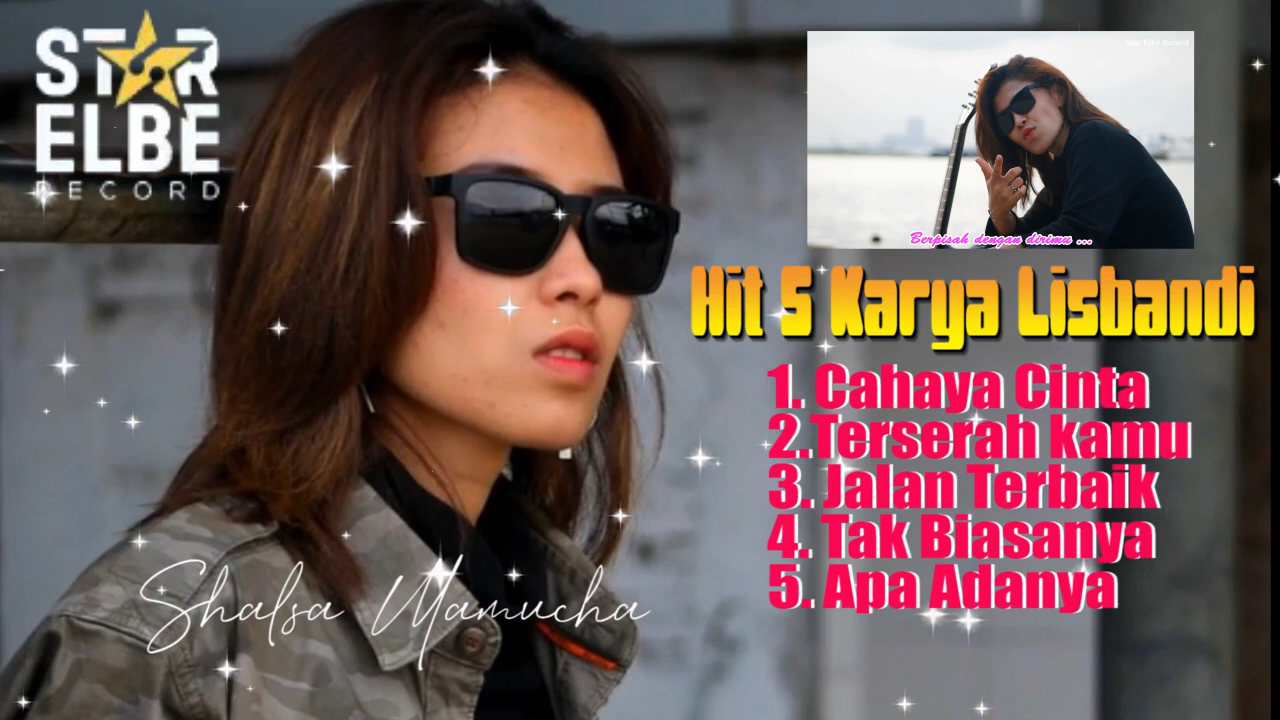 STAR
ELBE
RECORD
Star Elbe Record
Berpisah dengan dirimu ...
Hit 5 Karya Lisbandi
1. Cahaya Cinta
2..Terserah kamu
3. Jalan Terbaik
4. Tak Biasanya
5. Apa Adanya
Shalsa Utamucha